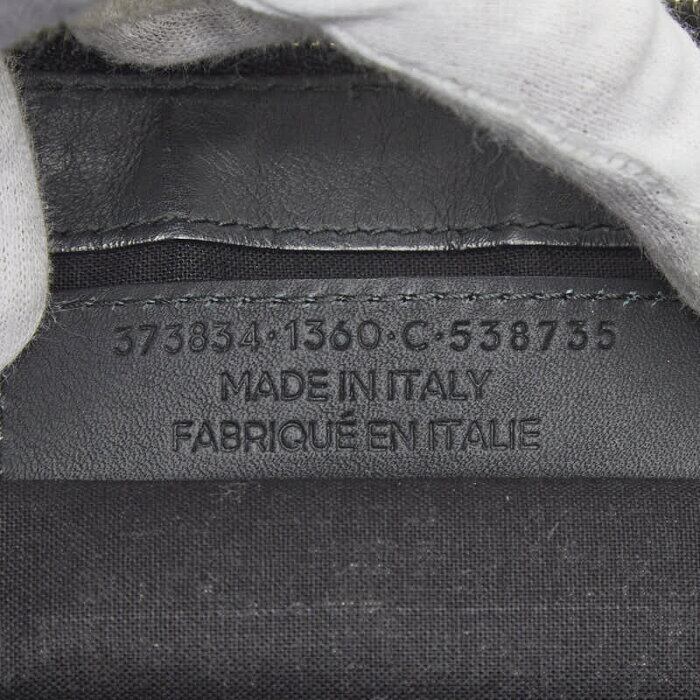 373834·1360·C·538735
MADE IN ITALY
FABRIQUÉ EN ITALIE